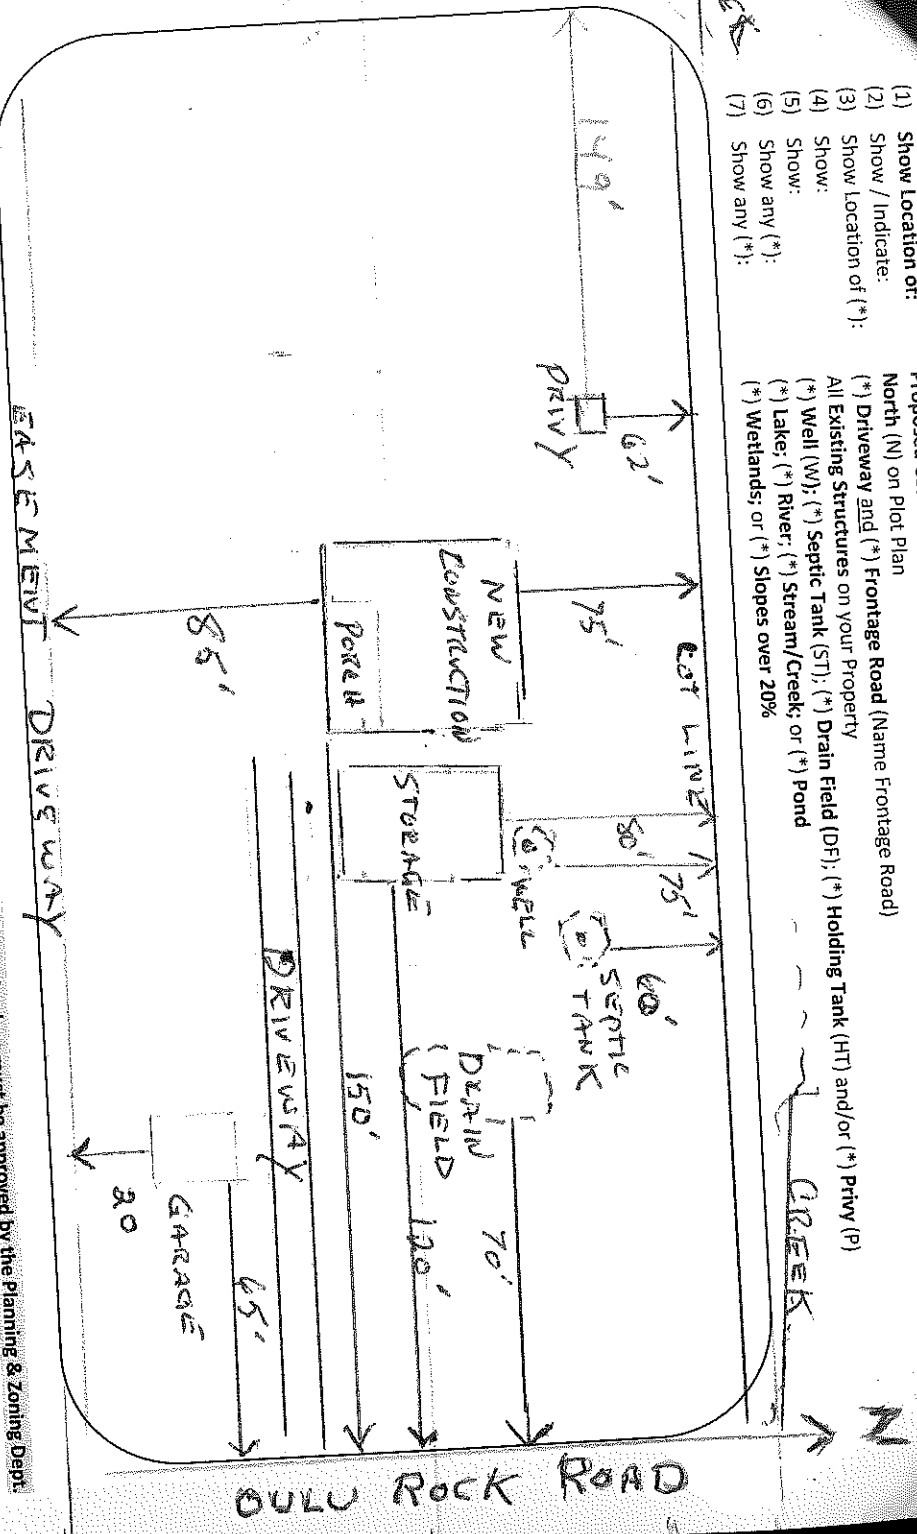 (1) Show Location of:
(2) Show / Indicate:
(3) Show Location of (*):
(4) Show:
(5) Show:
(6) Show any (*):
(7) Show any (*):
North (N) on Plot Plan
(*) Driveway and (*) Frontage Road (Name Frontage Road)
All Existing Structures on your Property
(*) Well (W); (*) Septic Tank (ST); (*) Drain Field (DF); (*) Holding Tank (HT) and/or (*) Privy (P)
(*) Lake; (*) River; (*) Stream/Creek; or (*) Pond
(*) Wetlands; or (*) Slopes over 20%
CREEK
N
LOT LINE
149'
PRIVY
62'
NEW
CONSTRUCTION
PORCH
75'
85'
STORAGE
80'
WELL
75'
SEPTIC
TANK
60'
DRAIN
FIELD
70'
120'
150'
DRIVEWAY
GARAGE
65'
20
EASEMENT DRIVEWAY
OULU ROCK ROAD
be approved by the Planning & Zoning Dept.